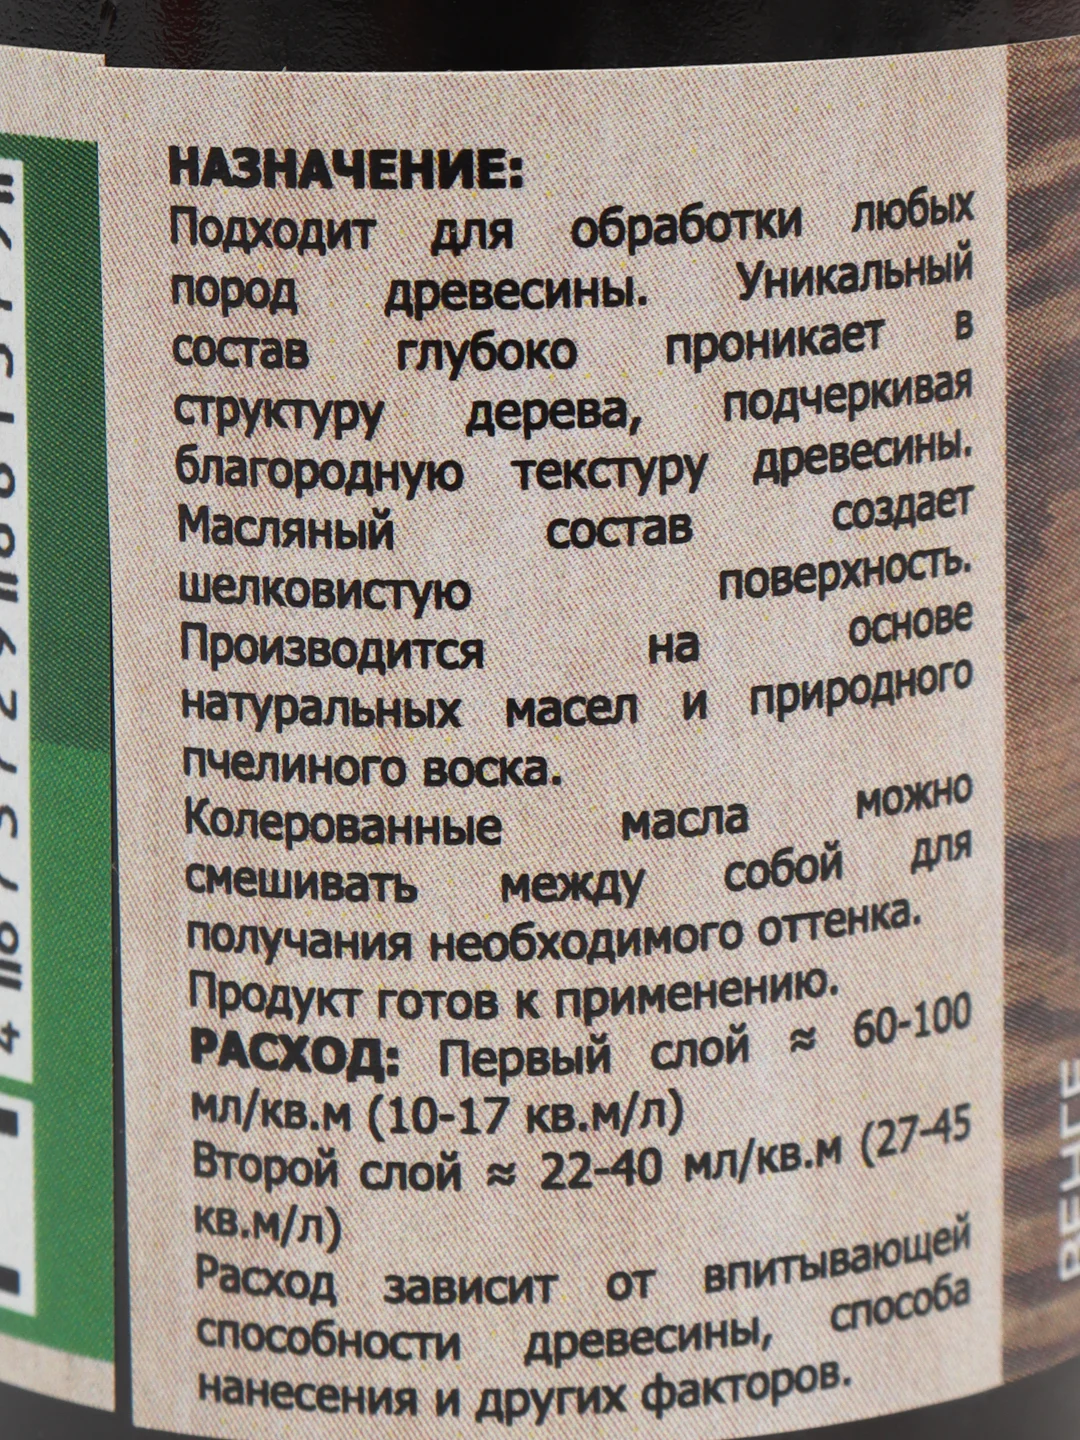 НАЗНАЧЕНИЕ:
Подходит для обработки любых
пород древесины. Уникальный
состав глубоко проникает в
структуру дерева, подчеркивая
благородную текстуру древесины.
Масляный состав создает
шелковистую поверхность.
Производится на основе
натуральных масел и природного
пчелиного воска.
Колерованные масла можно
смешивать между собой для
получания необходимого оттенка.
Продукт готов к применению.
РАСХОД: Первый слой ≈ 60-100
мл/кв.м (10-17 кв.м/л)
Второй слой ≈ 22-40 мл/кв.м (27-45
кв.м/л)
Расход зависит от впитывающей
способности древесины, способа
нанесения и других факторов.